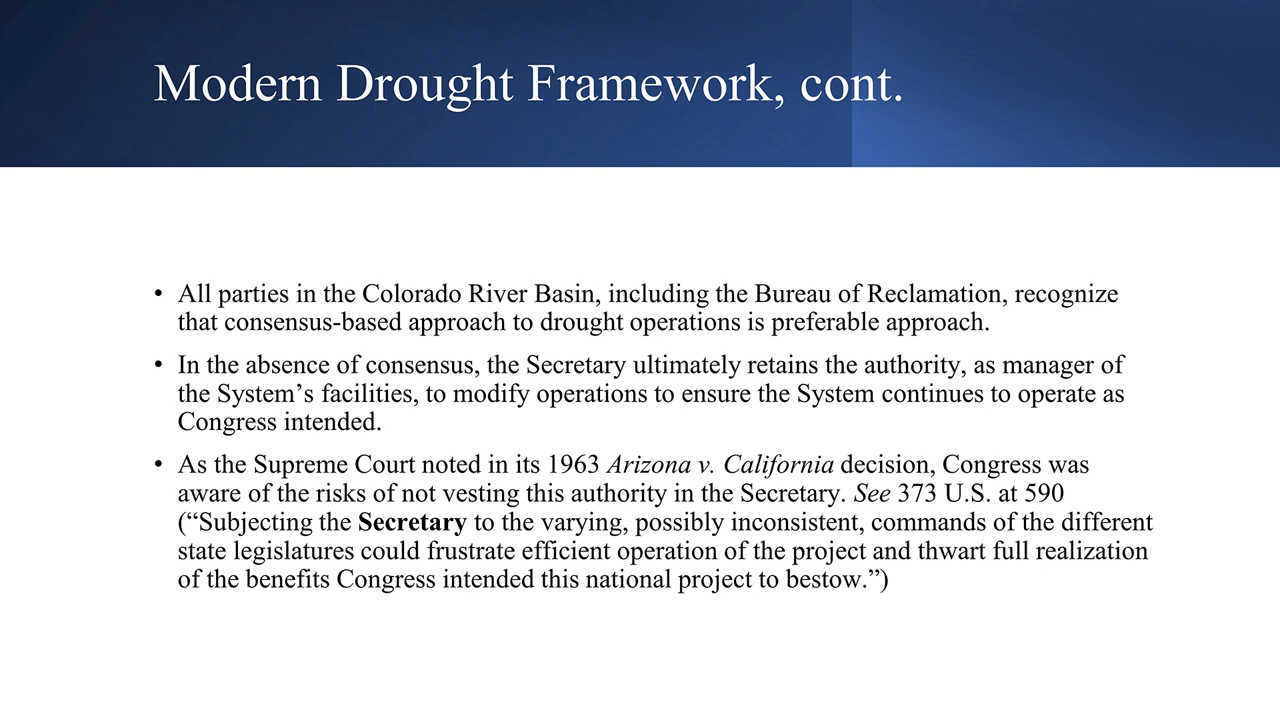 Modern Drought Framework, cont.
• All parties in the Colorado River Basin, including the Bureau of Reclamation, recognize
that consensus-based approach to drought operations is preferable approach.
• In the absence of consensus, the Secretary ultimately retains the authority, as manager of
the System’s facilities, to modify operations to ensure the System continues to operate as
Congress intended.
• As the Supreme Court noted in its 1963 Arizona v. California decision, Congress was
aware of the risks of not vesting this authority in the Secretary. See 373 U.S. at 590
(“Subjecting the Secretary to the varying, possibly inconsistent, commands of the different
state legislatures could frustrate efficient operation of the project and thwart full realization
of the benefits Congress intended this national project to bestow.”)